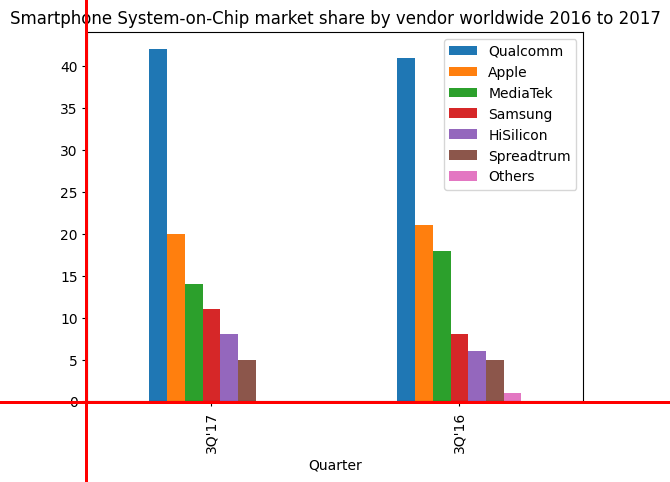 Smartphone System-on-Chip market share by vendor worldwide 2016 to 2017
Qualcomm
Apple
MediaTek
Samsung
HiSilicon
Spreadtrum
Others
40
35
30
25
20
15
10
5
0
3Q'17
3Q'16
Quarter